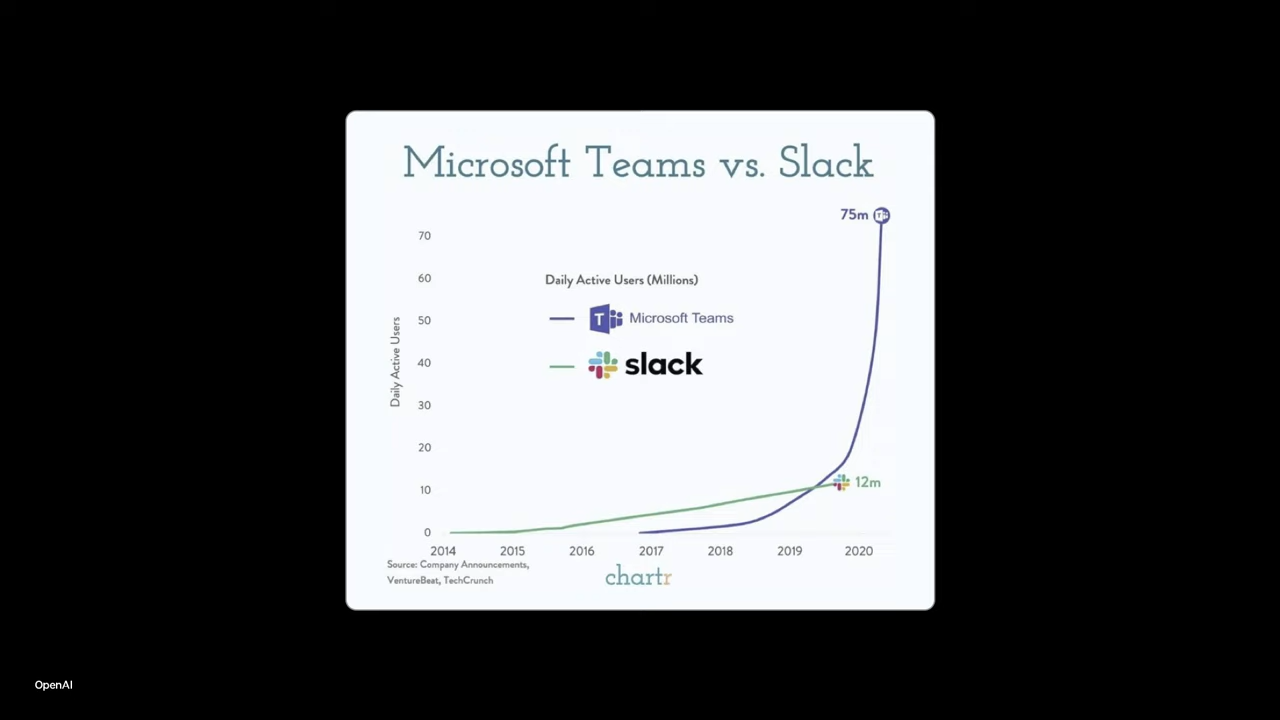 Microsoft Teams vs. Slack
75m
70
60
50
40
30
20
10
0
Daily Active Users
Daily Active Users (Millions)
T Microsoft Teams
slack
12m
2014 2015 2016 2017 2018 2019 2020
Source: Company Announcements,
VentureBeat, TechCrunch
chartr
OpenAI